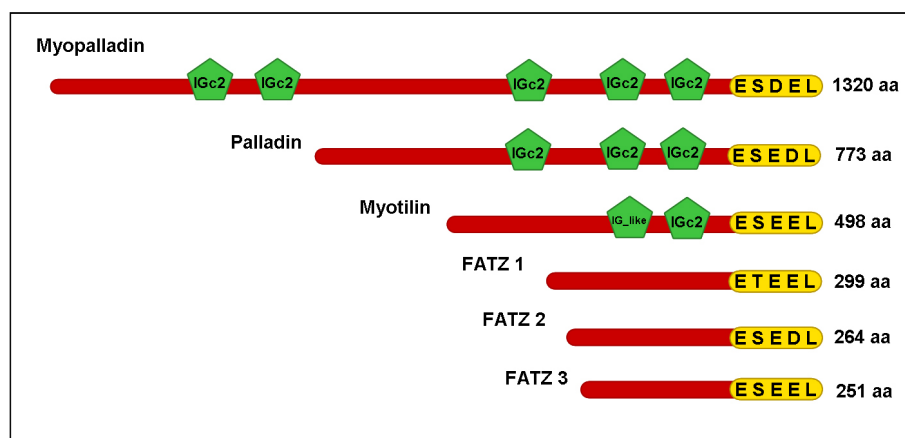 Myopalladin
IGc2 IGc2 IGc2 IGc2 IGc2 ESDEL 1320 aa
Palladin
IGc2 IGc2 IGc2 ESEDL 773 aa
Myotilin
IG_like IGc2 ESEEL 498 aa
FATZ 1
ETEEL 299 aa
FATZ 2
ESEDL 264 aa
FATZ 3
ESEEL 251 aa